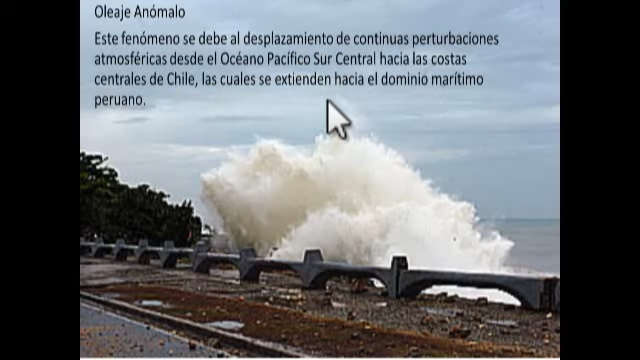 Oleaje Anómalo
Este fenómeno se debe al desplazamiento de continuas perturbaciones
atmosféricas desde el Océano Pacífico Sur Central hacia las costas
centrales de Chile, las cuales se extienden hacia el dominio marítimo
peruano.